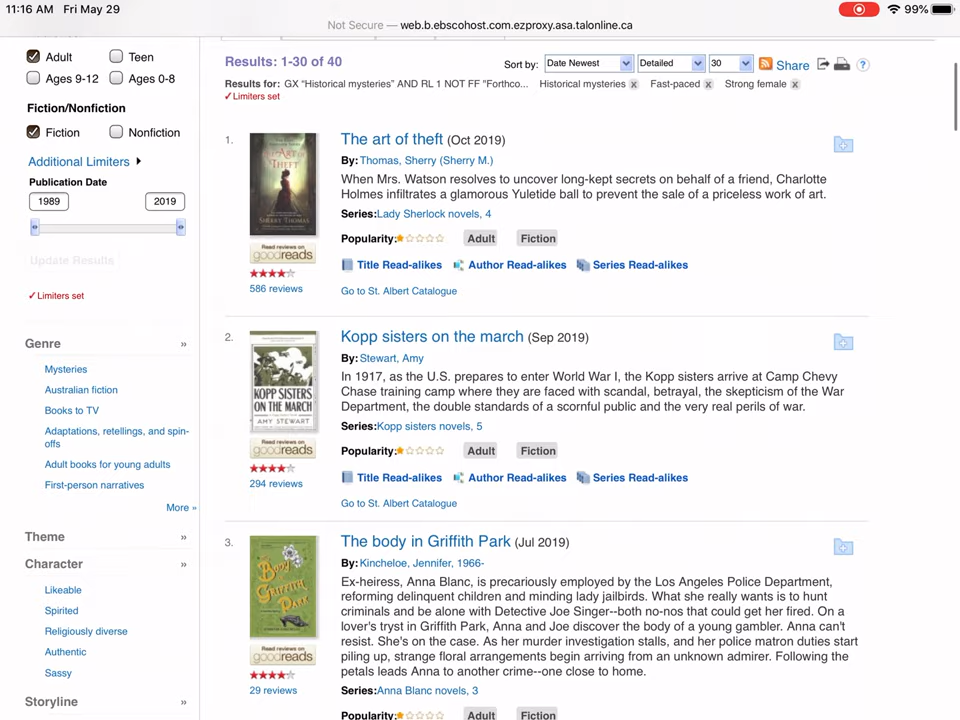 11:16 AM Fri May 29
99%
Not Secure — web.b.ebscohost.com.ezproxy.asa.talonline.ca
Adult
Teen
Ages 9-12
Ages 0-8
Fiction/Nonfiction
Fiction
Nonfiction
Additional Limiters
Publication Date
1989
2019
Update Results
✓Limiters set
Genre »
Mysteries
Australian fiction
Books to TV
Adaptations, retellings, and spin-
offs
Adult books for young adults
First-person narratives
More »
Theme »
Character »
Likeable
Spirited
Religiously diverse
Authentic
Sassy
Storyline »
Results: 1-30 of 40
Sort by: Date Newest Detailed 30 Share ?
Results for: GX "Historical mysteries" AND RL 1 NOT FF "Forthco... Historical mysteries x Fast-paced x Strong female x
✓Limiters set
1. The art of theft (Oct 2019)
By: Thomas, Sherry (Sherry M.)
When Mrs. Watson resolves to uncover long-kept secrets on behalf of a friend, Charlotte
Holmes infiltrates a glamorous Yuletide ball to prevent the sale of a priceless work of art.
Series:Lady Sherlock novels, 4
Popularity: Adult Fiction
Title Read-alikes Author Read-alikes Series Read-alikes
Go to St. Albert Catalogue
THEFT
SHERRY THOMAS
Read reviews on
goodreads
586 reviews
2. Kopp sisters on the march (Sep 2019)
By: Stewart, Amy
In 1917, as the U.S. prepares to enter World War I, the Kopp sisters arrive at Camp Chevy
Chase training camp where they are faced with scandal, betrayal, the skepticism of the War
Department, the double standards of a scornful public and the very real perils of war.
Series:Kopp sisters novels, 5
Popularity: Adult Fiction
Title Read-alikes Author Read-alikes Series Read-alikes
Go to St. Albert Catalogue
KOPP SISTERS
ON THE MARCH
AMY STEWART
Read reviews on
goodreads
294 reviews
3. The body in Griffith Park (Jul 2019)
By: Kincheloe, Jennifer, 1966-
Ex-heiress, Anna Blanc, is precariously employed by the Los Angeles Police Department,
reforming delinquent children and minding lady jailbirds. What she really wants is to hunt
criminals and be alone with Detective Joe Singer--both no-nos that could get her fired. On a
lover's tryst in Griffith Park, Anna and Joe discover the body of a young gambler. Anna can't
resist. She's on the case. As her murder investigation stalls, and her police matron duties start
piling up, strange floral arrangements begin arriving from an unknown admirer. Following the
petals leads Anna to another crime--one close to home.
Series:Anna Blanc novels, 3
Popularity: Adult Fiction
Body
GRIFFITH
PARK
Read reviews on
goodreads
29 reviews